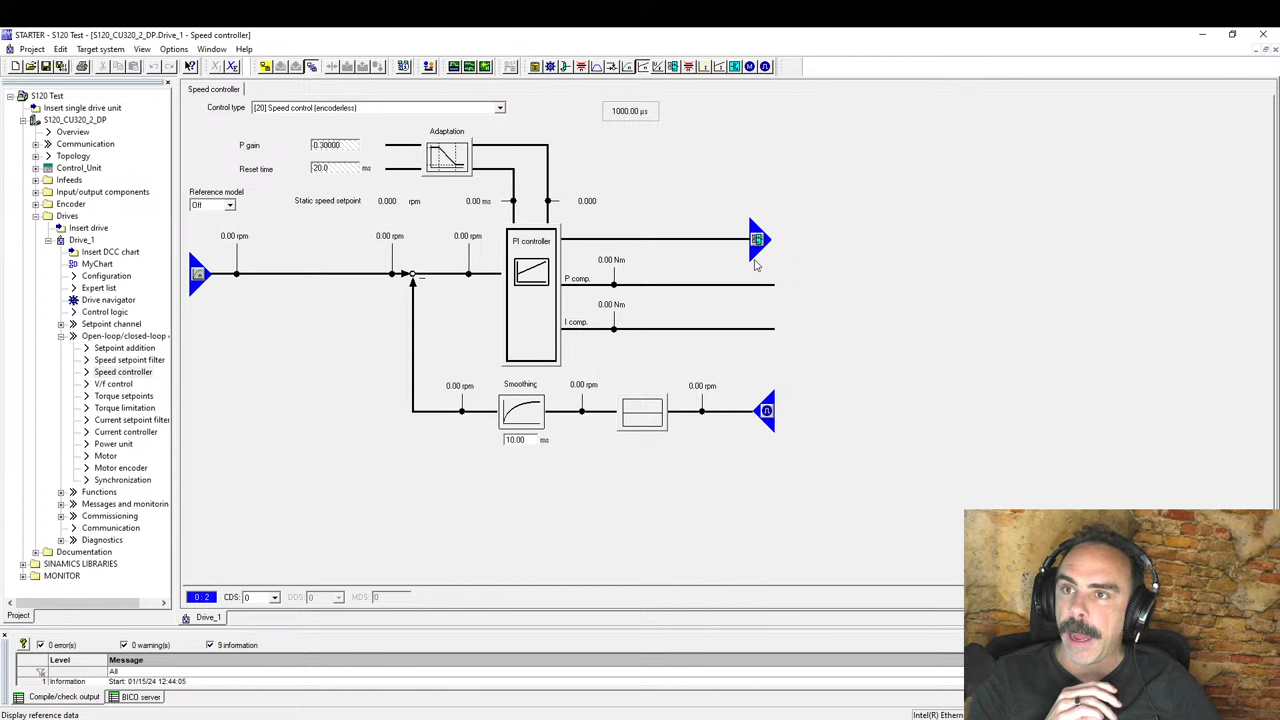 STARTER - S120 Test - [S120_CU320_2_DP.Drive_1 - Speed controller]
Project Edit Target system View Options Window Help
S120 Test
Insert single drive unit
S120_CU320_2_DP
Overview
Communication
Topology
Control_Unit
Infeeds
Input/output components
Encoder
Drives
Insert drive
Drive_1
Insert DCC chart
MyChart
Configuration
Expert list
Drive navigator
Control logic
Setpoint channel
Open-loop/closed-loop
Setpoint addition
Speed setpoint filter
Speed controller
V/f control
Torque setpoints
Torque limitation
Current setpoint filter
Current controller
Power unit
Motor
Motor encoder
Synchronization
Functions
Messages and monitorin
Commissioning
Communication
Diagnostics
Documentation
SINAMICS LIBRARIES
MONITOR
Project
Speed controller
Control type [20] Speed control (encoderless) 1000.00 µs
Adaptation
P gain 0.30000
Reset time 20.0 ms
Reference model
Off
Static speed setpoint 0.000 rpm 0.00 ms 0.000
0.00 rpm 0.00 rpm 0.00 rpm
PI controller
0.00 Nm
P comp.
0.00 Nm
I comp.
0.00 rpm Smoothing 0.00 rpm 0.00 rpm
10.00 ms
0 : 2 CDS: 0 DDS: 0 MDS: 0
Drive_1
0 error(s) 0 warning(s) 9 information
Level Message
All
1 Information Start: 01/15/24 12:44:05
Compile/check output BICO server
Display reference data Intel(R) Ethern